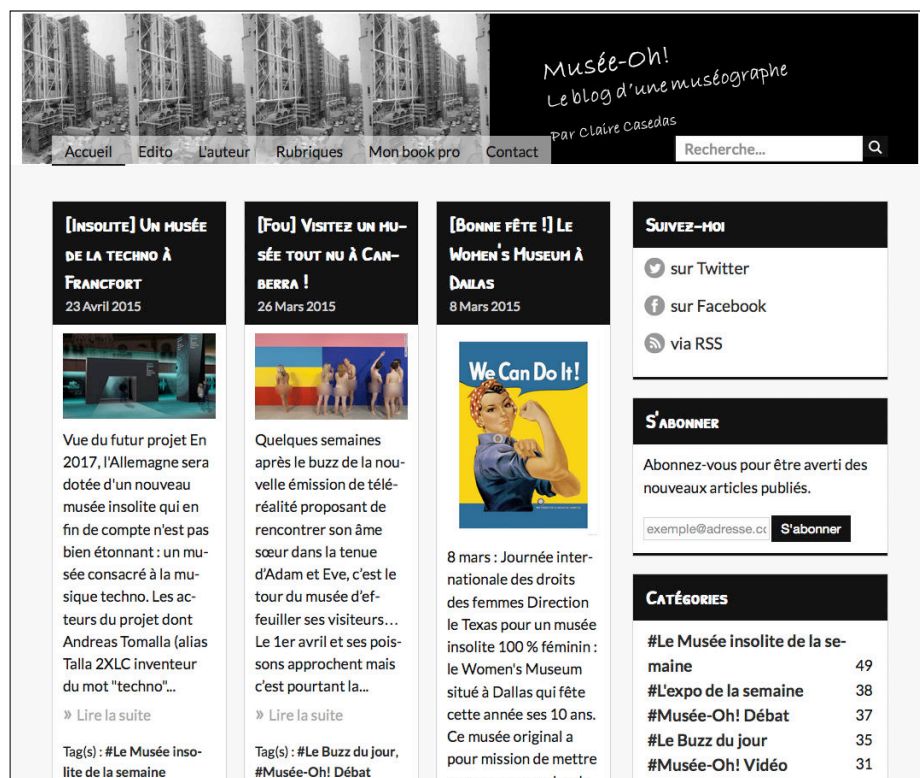 Musée-Oh!
Le blog d'une muséographe
par Claire Casedas
Accueil Edito L'auteur Rubriques Mon book pro Contact
Recherche...
[Insolite] Un musée
de la techno à
Francfort
23 Avril 2015
Vue du futur projet En
2017, l'Allemagne sera
dotée d'un nouveau
musée insolite qui en
fin de compte n'est pas
bien étonnant : un mu-
sée consacré à la mu-
sique techno. Les ac-
teurs du projet dont
Andreas Tomalla (alias
Talla 2XLC inventeur
du mot "techno"...
» Lire la suite
Tag(s) : #Le Musée inso-
lite de la semaine
[Fou] Visitez un mu-
sée tout nu à Can-
berra !
26 Mars 2015
Quelques semaines
après le buzz de la nou-
velle émission de télé-
réalité proposant de
rencontrer son âme
sœur dans la tenue
d'Adam et Eve, c'est le
tour du musée d'ef-
feuiller ses visiteurs...
Le 1er avril et ses pois-
sons approchent mais
c'est pourtant la...
» Lire la suite
Tag(s) : #Le Buzz du jour,
#Musée-Oh! Débat
[Bonne fête !] Le
Women's Museum à
Dallas
8 Mars 2015
We Can Do It!
8 mars : Journée inter-
nationale des droits
des femmes Direction
le Texas pour un musée
insolite 100 % féminin :
le Women's Museum
situé à Dallas qui fête
cette année ses 10 ans.
Ce musée original a
pour mission de mettre
Suivez-moi
sur Twitter
sur Facebook
via RSS
S'abonner
Abonnez-vous pour être averti des
nouveaux articles publiés.
exemple@adresse.cc S'abonner
Catégories
#Le Musée insolite de la se-
maine 49
#L'expo de la semaine 38
#Musée-Oh! Débat 37
#Le Buzz du jour 35
#Musée-Oh! Vidéo 31